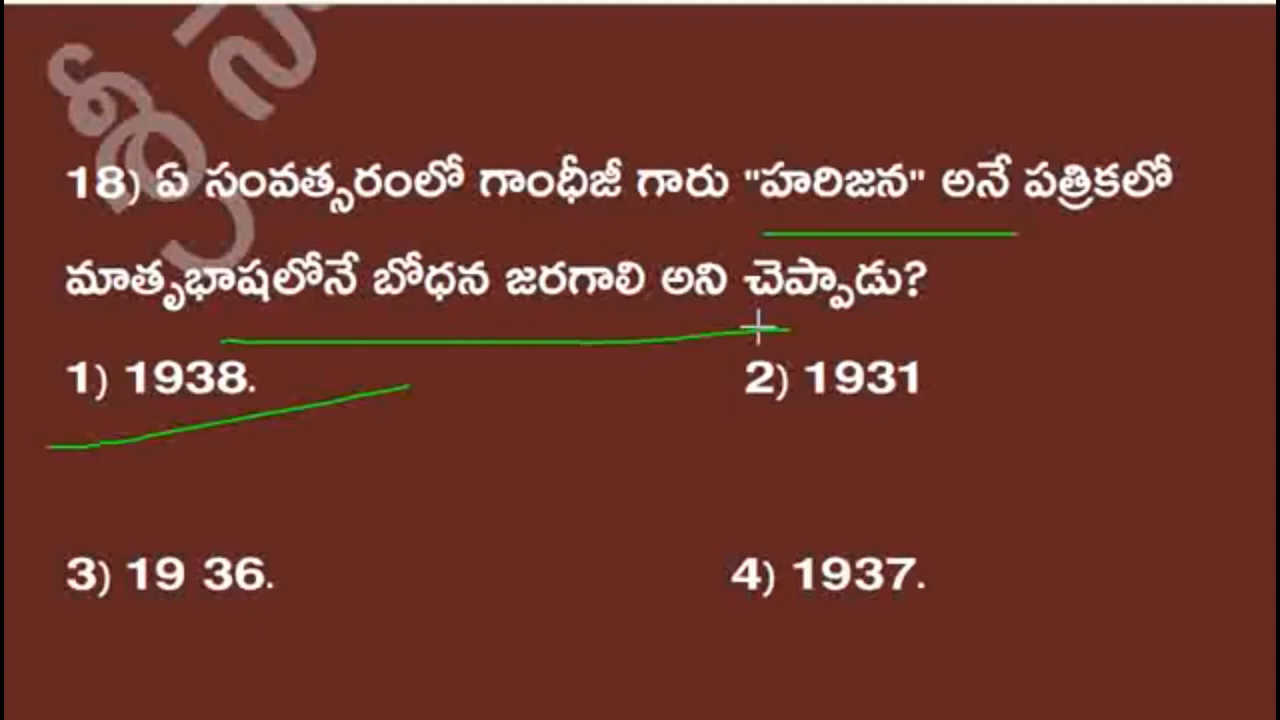 18) ఏ సంవత్సరంలో గాంధీజీ గారు "హరిజన" అనే పత్రికలో
మాతృభాషలోనే బోధన జరగాలి అని చెప్పాడు?
1) 1938. 2) 1931
3) 19 36. 4) 1937.